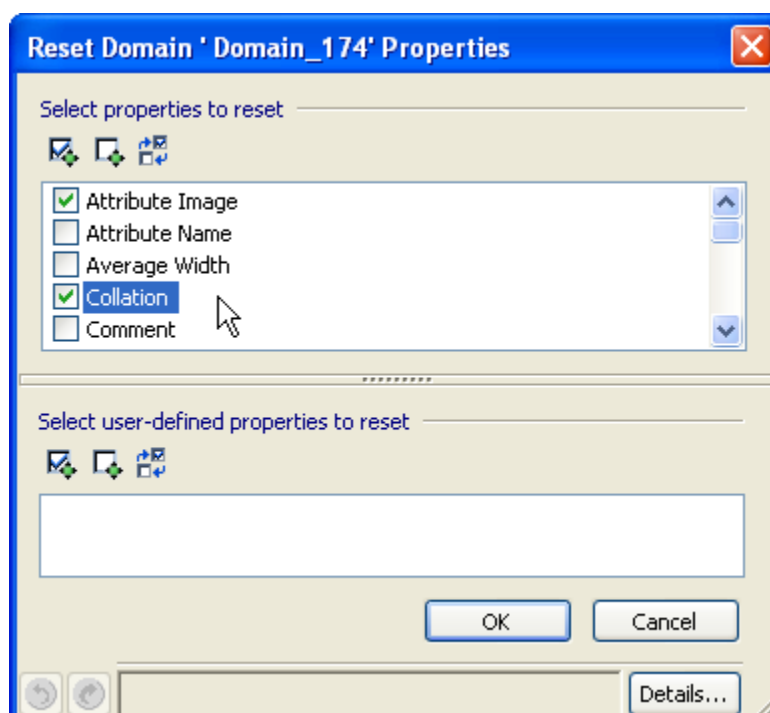 Reset Domain ' Domain_174' Properties
Select properties to reset
Attribute Image
Attribute Name
Average Width
Collation
Comment
Select user-defined properties to reset
OK Cancel
Details...